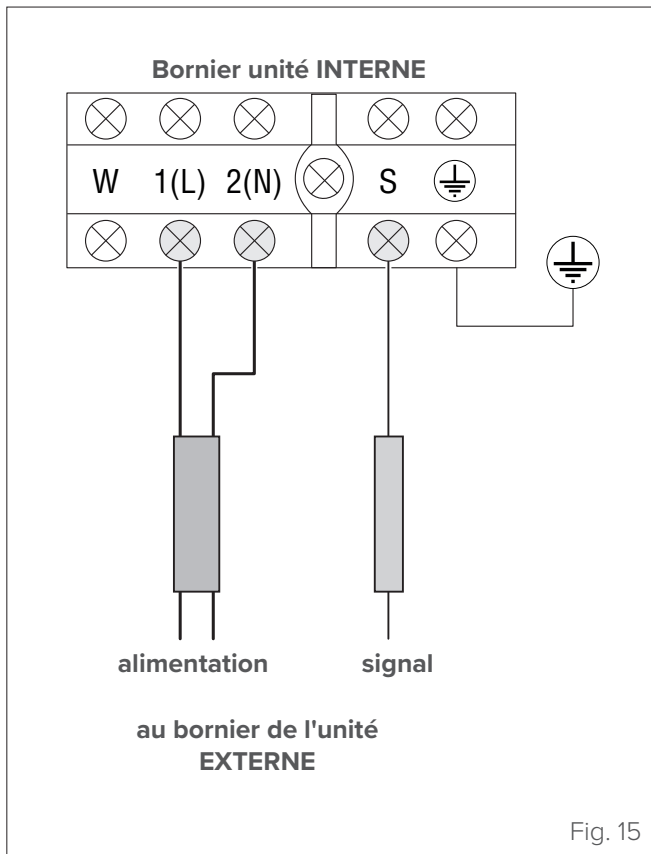 Bornier unité INTERNE
W 1(L) 2(N) S
alimentation signal
au bornier de l'unité
EXTERNE
Fig. 15